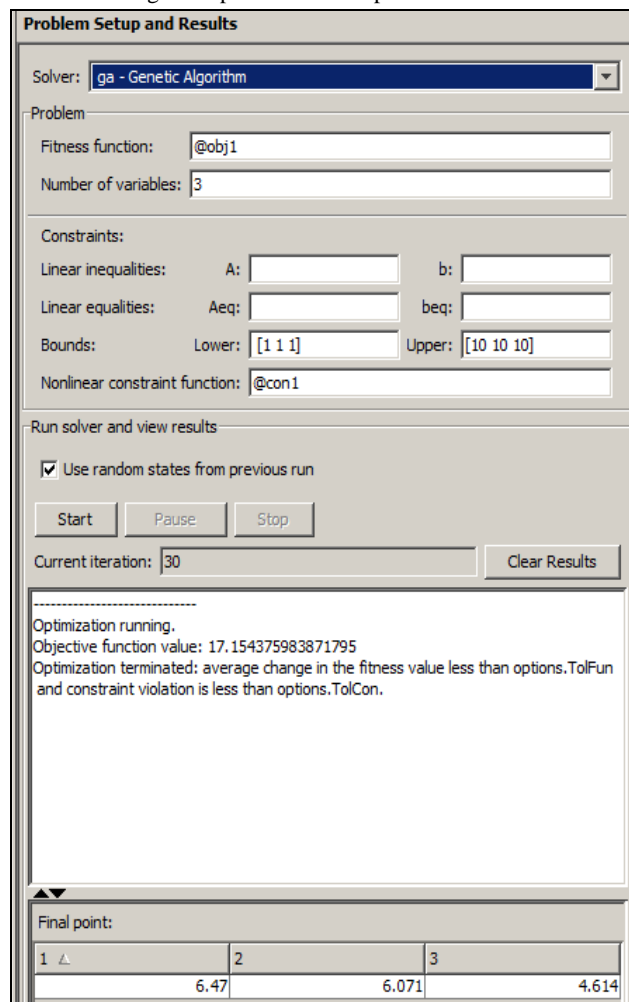 Problem Setup and Results
Solver: ga - Genetic Algorithm
Problem
Fitness function: @obj1
Number of variables: 3
Constraints:
Linear inequalities: A: b:
Linear equalities: Aeq: beq:
Bounds: Lower: [1 1 1] Upper: [10 10 10]
Nonlinear constraint function: @con1
Run solver and view results
Use random states from previous run
Start Pause Stop
Current iteration: 30 Clear Results
-----------------------------
Optimization running.
Objective function value: 17.154375983871795
Optimization terminated: average change in the fitness value less than options.TolFun
and constraint violation is less than options.TolCon.
Final point:
1 2 3
6.47 6.071 4.614